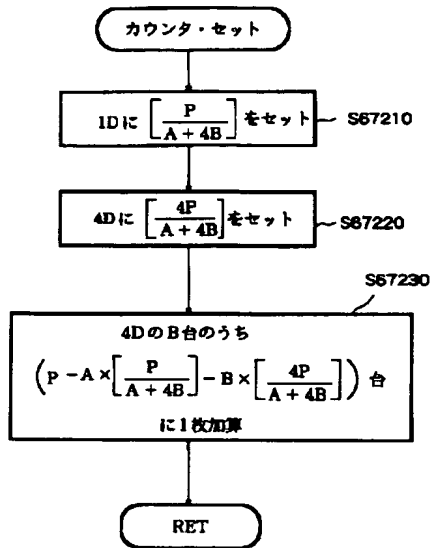 カウンタ・セット
1Dに [P / A + 4B] をセット
S67210
4Dに [4P / A + 4B] をセット
S67220
S67230
4DのB台のうち
(P - A × [P / A + 4B] - B × [4P / A + 4B]) 台
に1枚加算
RET